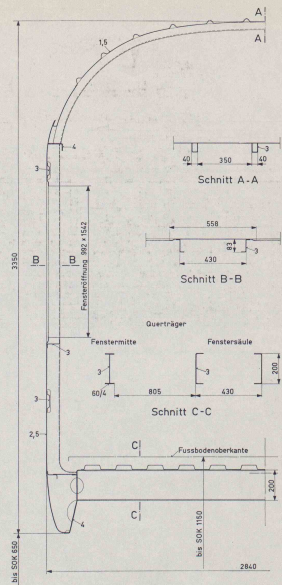 A
1,5
A
4
3
40
350
40
3
Schnitt A-A
558
83
3
430
Schnitt B-B
B
B
Fensteröffnung 992 x 1542
3350
Querträger
Fenstermitte
Fenstersäule
3
3
200
60/4
805
430
Schnitt C-C
3
3
2,5
C
Fussbodenoberkante
200
C
4
bis SOK 650
bis SOK 1150
2840